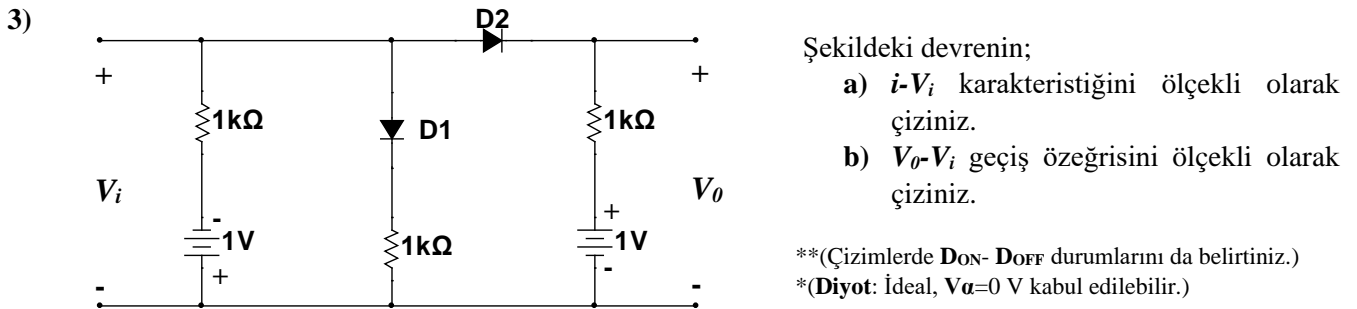 3)
D2
+
+
1kΩ
D1
1kΩ
Vi
V0
-
1V
+
1kΩ
+
1V
-
-
-
Şekildeki devrenin;
a) i-Vi karakteristiğini ölçekli olarak
çiziniz.
b) V0-Vi geçiş özeğrisini ölçekli olarak
çiziniz.
**(Çizimlerde DON- DOFF durumlarını da belirtiniz.)
*(Diyot: İdeal, Vα=0 V kabul edilebilir.)